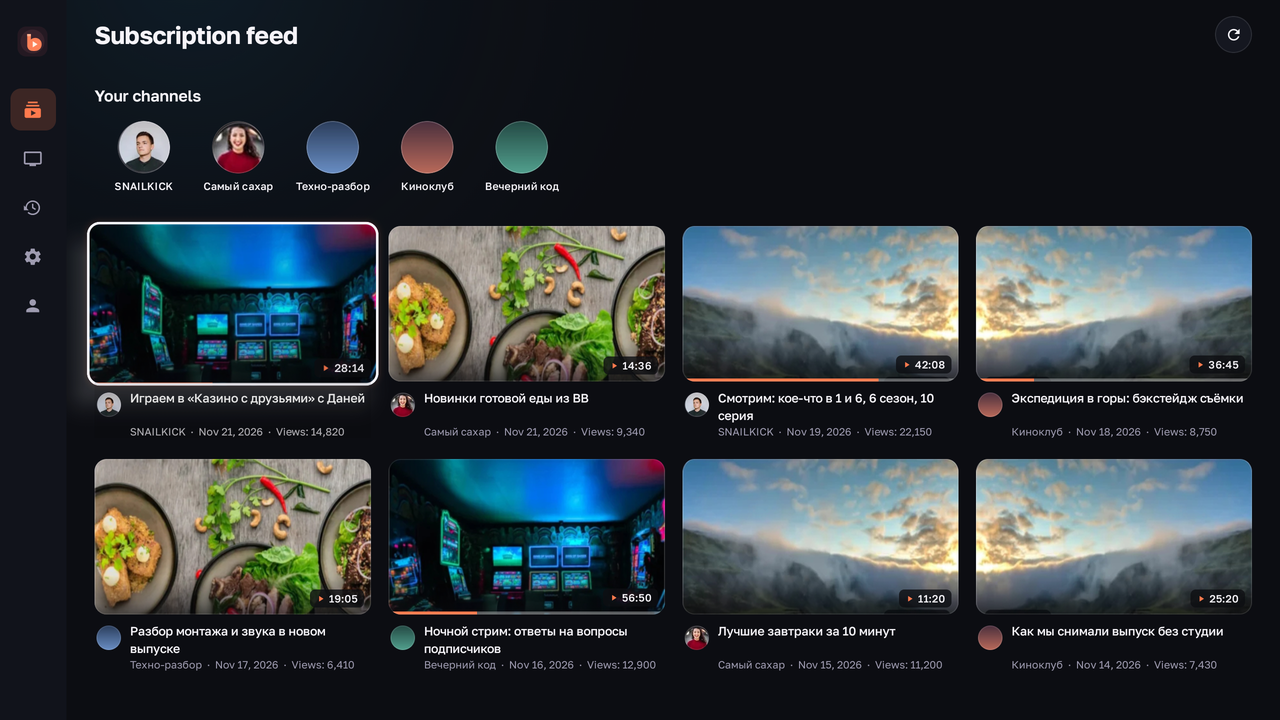 Subscription feed
Your channels
SNAILKICK
Самый сахар
Техно-разбор
Киноклуб
Вечерний код
28:14
14:36
42:08
36:45
Играем в «Казино с друзьями» с Даней
SNAILKICK · Nov 21, 2026 · Views: 14,820
Новинки готовой еды из ВВ
Самый сахар · Nov 21, 2026 · Views: 9,340
Смотрим: кое-что в 1 и 6, 6 сезон, 10
серия
SNAILKICK · Nov 19, 2026 · Views: 22,150
Экспедиция в горы: бэкстейдж съёмки
Киноклуб · Nov 18, 2026 · Views: 8,750
19:05
56:50
11:20
25:20
Разбор монтажа и звука в новом
выпуске
Техно-разбор · Nov 17, 2026 · Views: 6,410
Ночной стрим: ответы на вопросы
подписчиков
Вечерний код · Nov 16, 2026 · Views: 12,900
Лучшие завтраки за 10 минут
Самый сахар · Nov 15, 2026 · Views: 11,200
Как мы снимали выпуск без студии
Киноклуб · Nov 14, 2026 · Views: 7,430